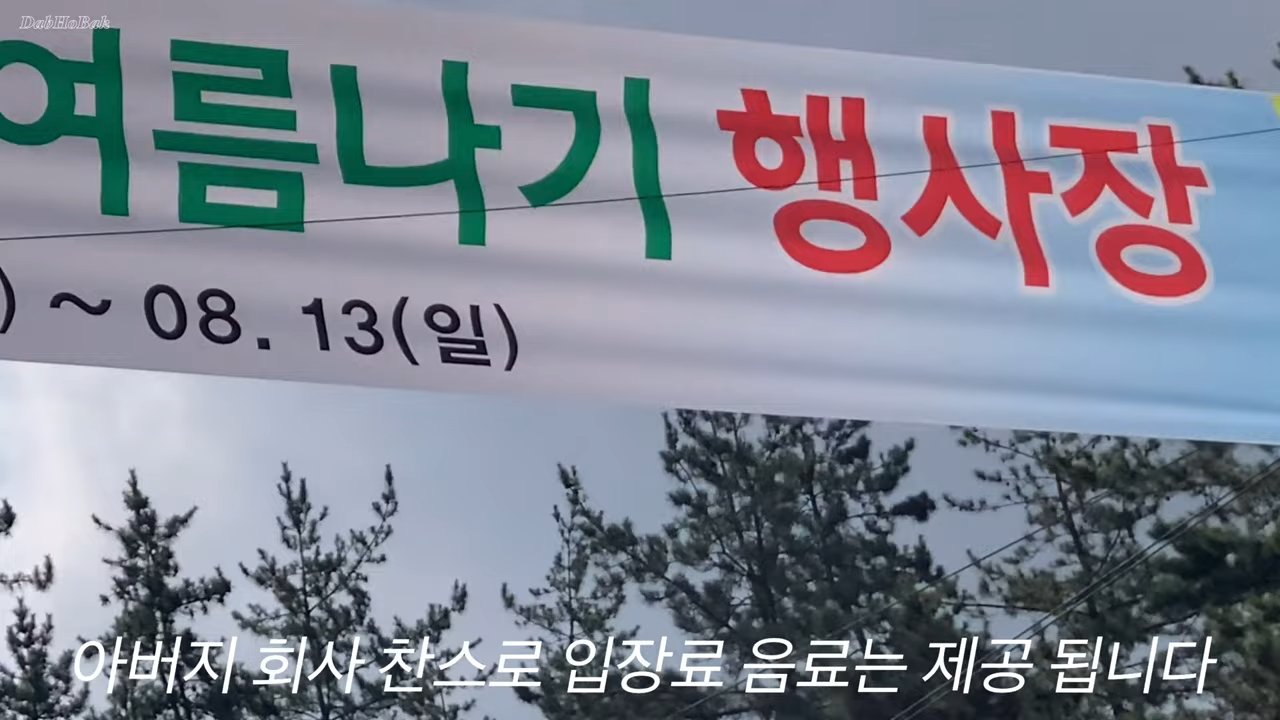 DabHoBak
여름나기 행사장
) ~ 08. 13(일)
아버지 회사 찬스로 입장료 음료는 제공 됩니다